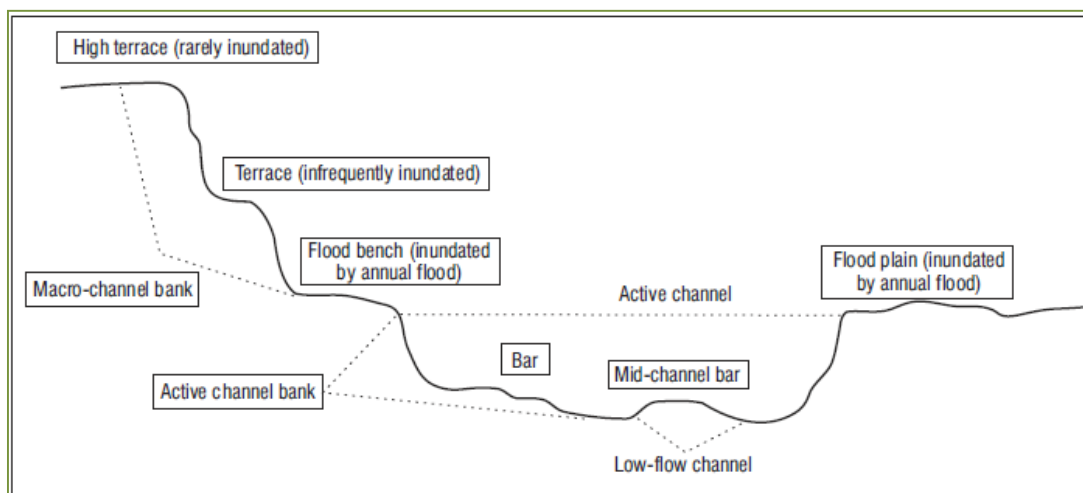 High terrace (rarely inundated)
Terrace (infrequently inundated)
Flood bench (inundated
by annual flood)
Flood plain (inundated
by annual flood)
Macro-channel bank
Active channel
Bar
Mid-channel bar
Active channel bank
Low-flow channel